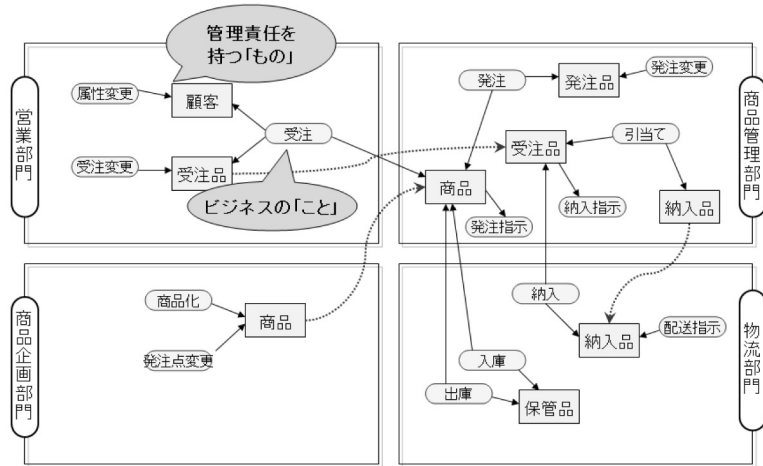 管理責任を
持つ「もの」
営業部門
属性変更
顧客
受注
受注変更
受注品
ビジネスの「こと」
発注
発注品
発注変更
受注品
引当て
商品
発注指示
納入指示
納入品
商品管理部門
商品企画部門
商品化
商品
発注点変更
納入
納入品
配送指示
入庫
出庫
保管品
物流部門